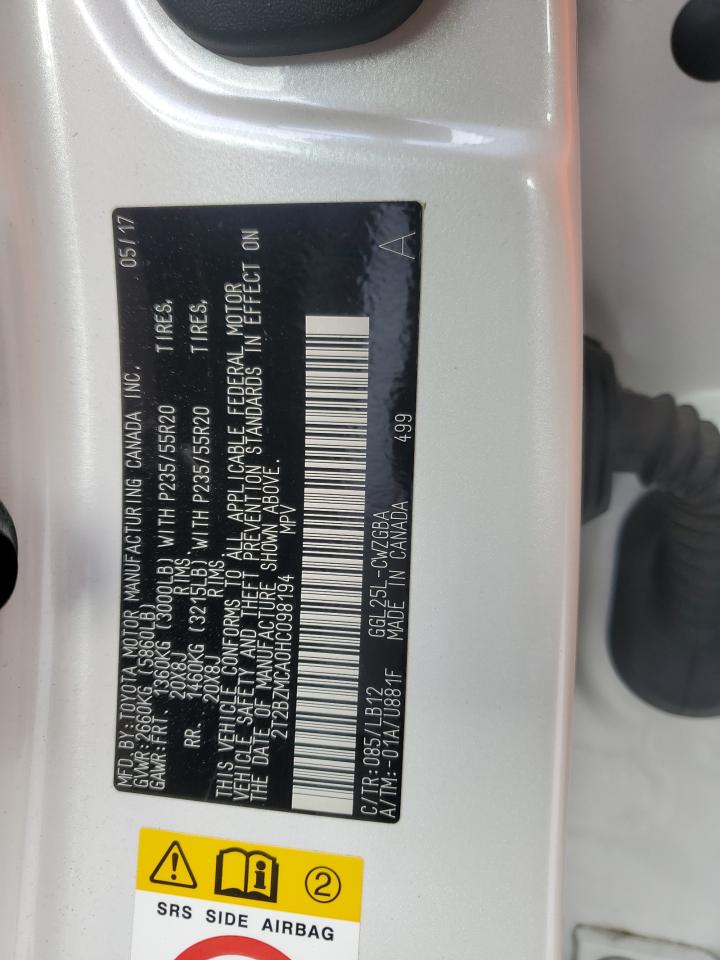 MFD.BY:TOYOTA MOTOR MANUFACTURING CANADA INC. 05/17
GVWR:2660KG (5860LB)
GAWR:FRT 1360KG (3000LB) WITH P235/55R20 TIRES,
20X8J RIMS
RR. 1460KG (3215LB) WITH P235/55R20 TIRES,
20X8J RIMS
THIS VEHICLE CONFORMS TO ALL APPLICABLE FEDERAL MOTOR
VEHICLE SAFETY AND THEFT PREVENTION STANDARDS IN EFFECT ON
THE DATE OF MANUFACTURE SHOWN ABOVE.
2T2BZMCA0HC098194 MPV
C/TR:085/LB12 GGL25L-CWZGBA
A/TM:-01A/U881F MADE IN CANADA 499 A
2
SRS SIDE AIRBAG